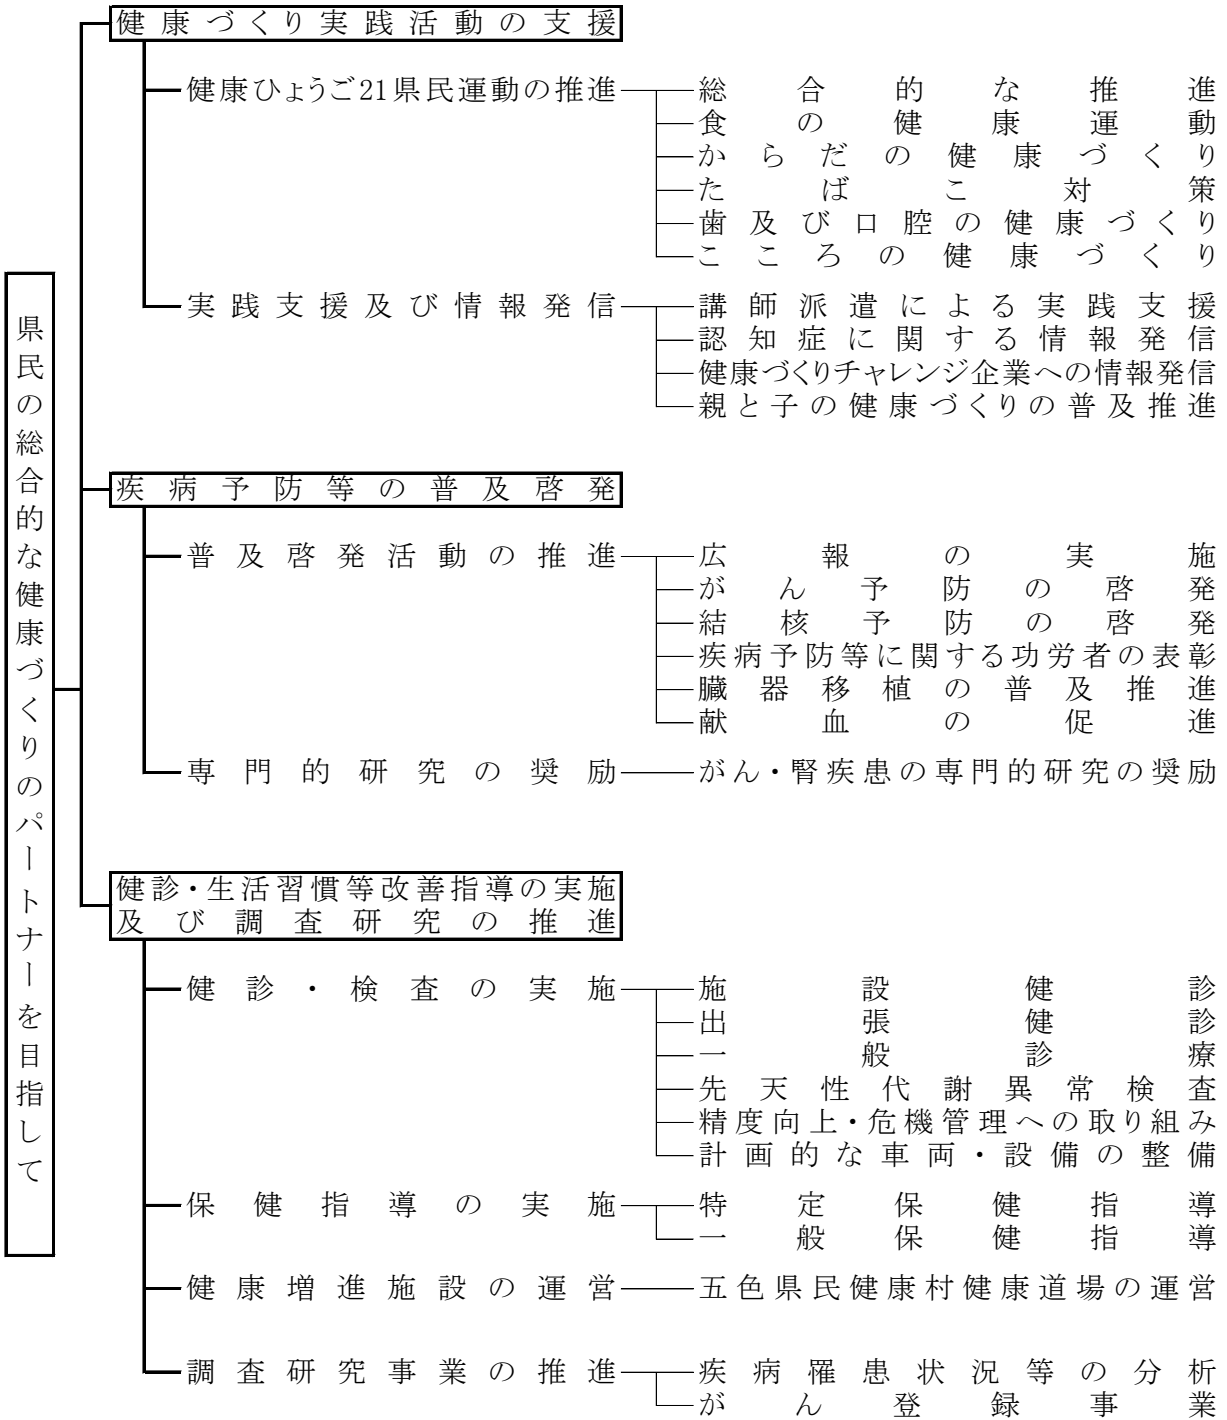 県民の総合的な健康づくりのパートナーを目指して
健康づくり実践活動の支援
健康ひょうご21県民運動の推進
総合的な推進
食の健康運動
からだの健康づくり
たばこ対策
歯及び口腔の健康づくり
こころの健康づくり
実践支援及び情報発信
講師派遣による実践支援
認知症に関する情報発信
健康づくりチャレンジ企業への情報発信
親と子の健康づくりの普及推進
疾病予防等の普及啓発
普及啓発活動の推進
広報の実施
がん予防の啓発
結核予防の啓発
疾病予防等に関する功労者の表彰
臓器移植の普及推進
献血の促進
専門的研究の奨励
がん・腎疾患の専門的研究の奨励
健診・生活習慣等改善指導の実施
及び調査研究の推進
健診・検査の実施
施設健診
出張健診
一般診療
先天性代謝異常検査
精度向上・危機管理への取り組み
計画的な車両・設備の整備
保健指導の実施
特定保健指導
一般保健指導
健康増進施設の運営
五色県民健康村健康道場の運営
調査研究事業の推進
疾病罹患状況等の分析
がん登録事業